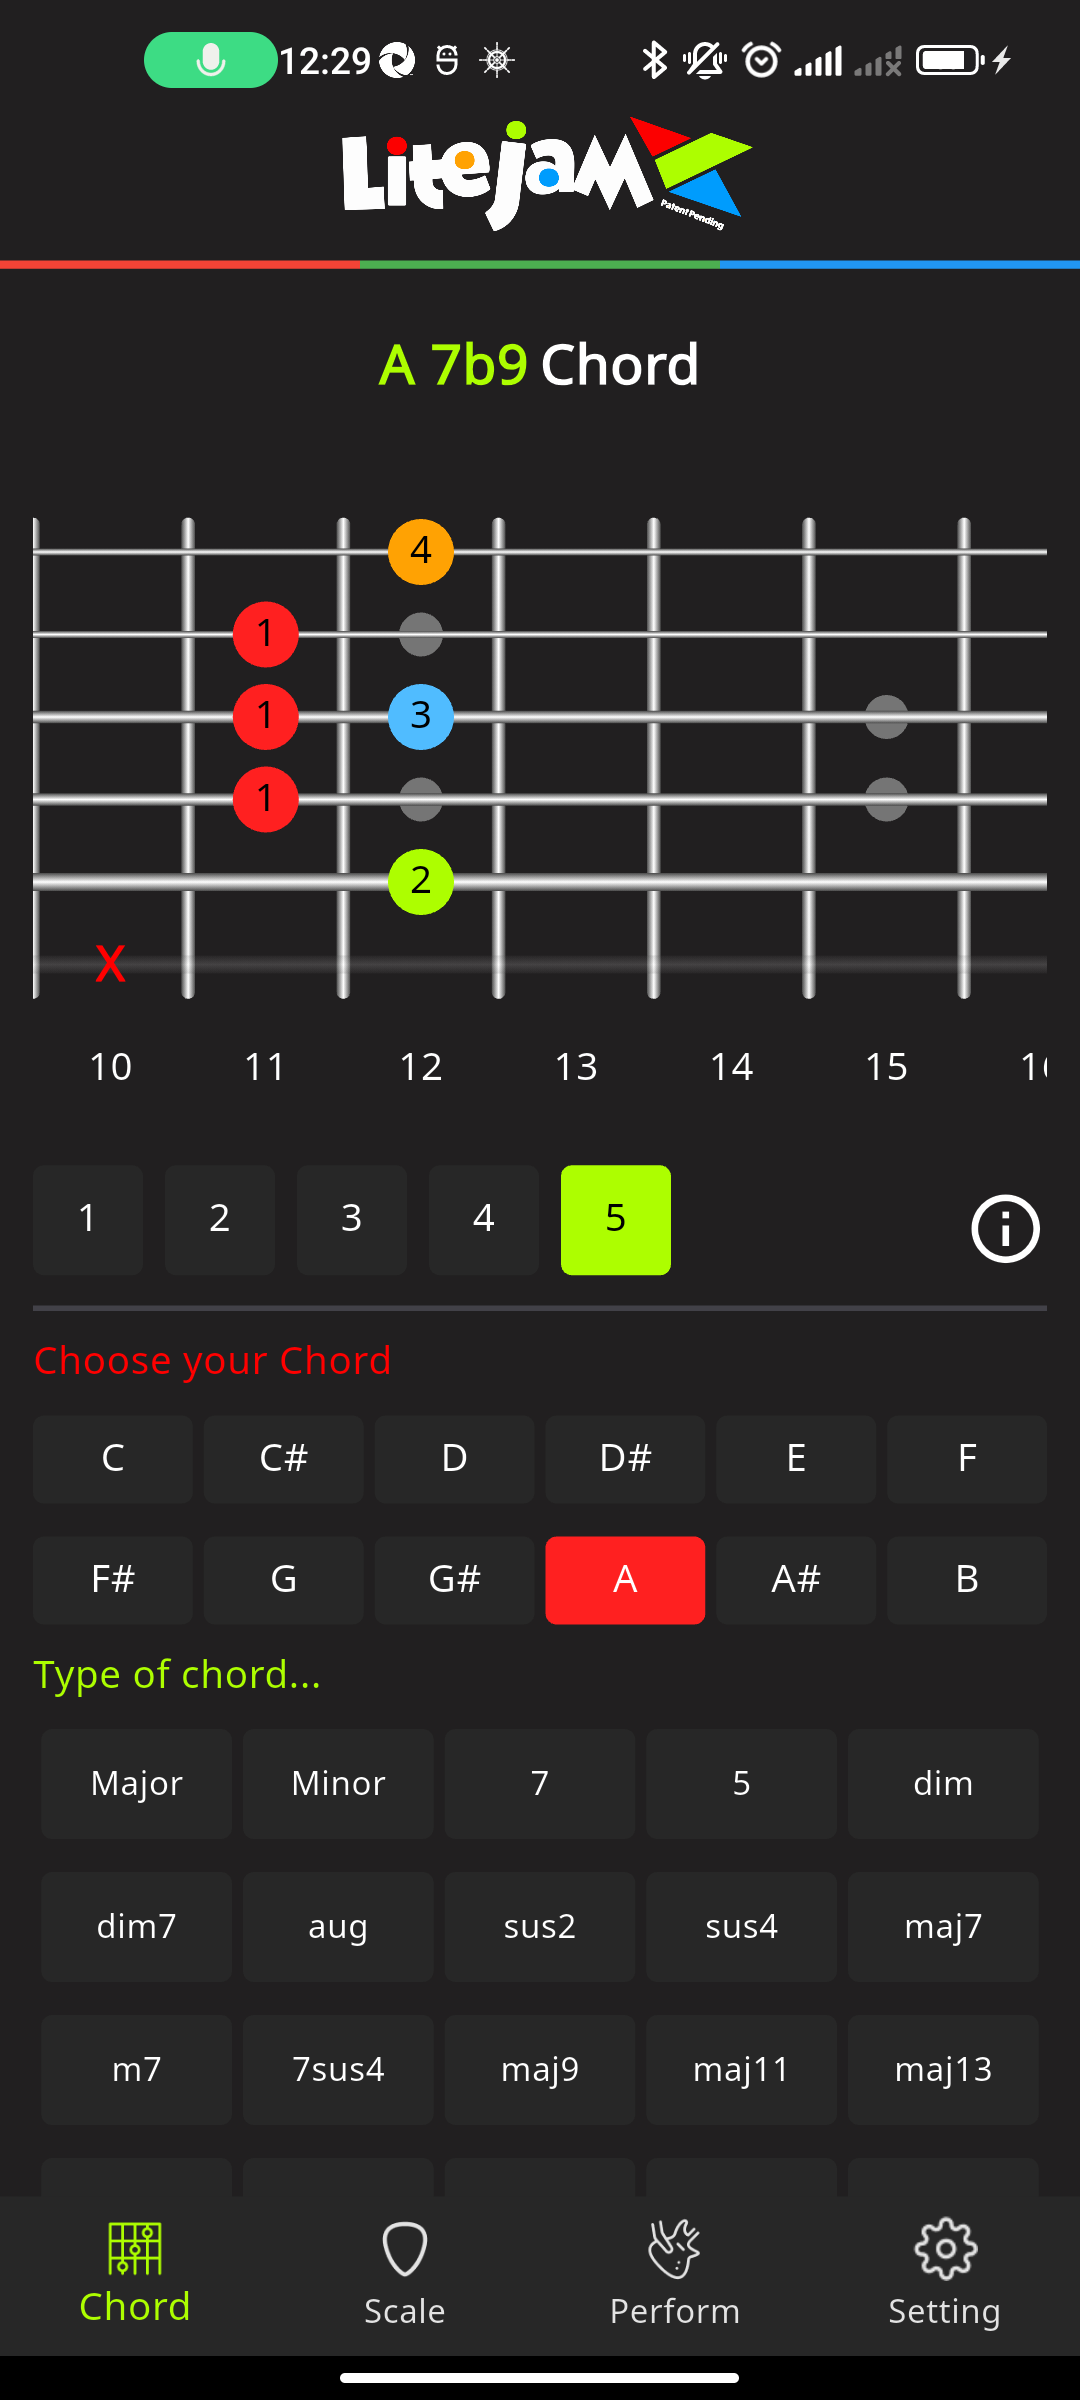 12:29
Litejam
Patent Pending
A 7b9 Chord
4
1
1 3
1
2
X
10 11 12 13 14 15 1
1 2 3 4 5
Choose your Chord
C C# D D# E F
F# G G# A A# B
Type of chord...
Major Minor 7 5 dim
dim7 aug sus2 sus4 maj7
m7 7sus4 maj9 maj11 maj13
Chord Scale Perform Setting